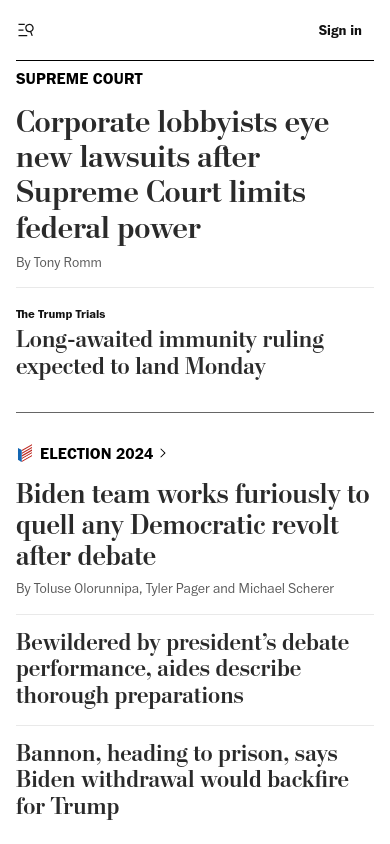 Sign in
SUPREME COURT
Corporate lobbyists eye
new lawsuits after
Supreme Court limits
federal power
By Tony Romm
The Trump Trials
Long-awaited immunity ruling
expected to land Monday
ELECTION 2024
Biden team works furiously to
quell any Democratic revolt
after debate
By Toluse Olorunnipa, Tyler Pager and Michael Scherer
Bewildered by president’s debate
performance, aides describe
thorough preparations
Bannon, heading to prison, says
Biden withdrawal would backfire
for Trump